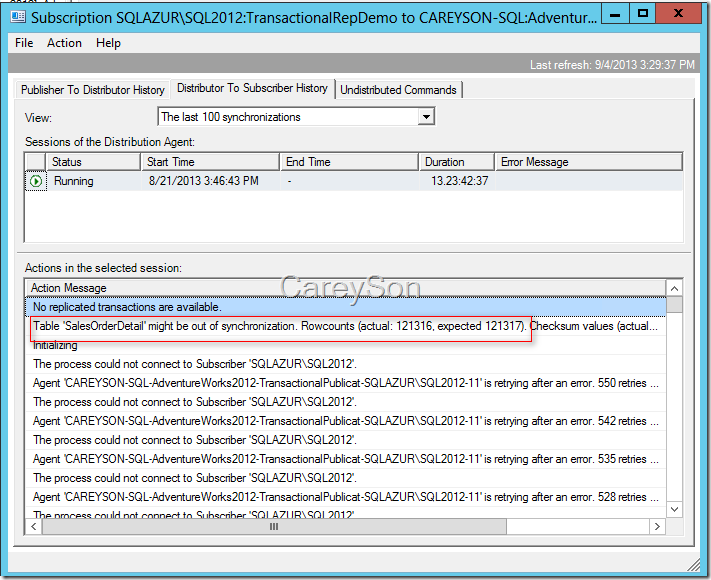 Subscription SQLAZUR\SQL2012:TransactionalRepDemo to CAREYSON-SQL:Adventur...
File Action Help
Last refresh: 9/4/2013 3:29:37 PM
Publisher To Distributor History Distributor To Subscriber History Undistributed Commands
View: The last 100 synchronizations
Sessions of the Distribution Agent:
Status Start Time End Time Duration Error Message
Running 8/21/2013 3:46:43 PM - 13.23:42:37
Actions in the selected session:
CareySon
Action Message
No replicated transactions are available.
Table 'SalesOrderDetail' might be out of synchronization. Rowcounts (actual: 121316, expected 121317). Checksum values (actual...
Initializing
The process could not connect to Subscriber 'SQLAZUR\SQL2012'.
Agent 'CAREYSON-SQL-AdventureWorks2012-TransactionalPublicat-SQLAZUR\SQL2012-11' is retrying after an error. 550 retries ...
Agent 'CAREYSON-SQL-AdventureWorks2012-TransactionalPublicat-SQLAZUR\SQL2012-11' is retrying after an error. 542 retries ...
The process could not connect to Subscriber 'SQLAZUR\SQL2012'.
Agent 'CAREYSON-SQL-AdventureWorks2012-TransactionalPublicat-SQLAZUR\SQL2012-11' is retrying after an error. 535 retries ...
The process could not connect to Subscriber 'SQLAZUR\SQL2012'.
Agent 'CAREYSON-SQL-AdventureWorks2012-TransactionalPublicat-SQLAZUR\SQL2012-11' is retrying after an error. 528 retries ...
The process could not connect to Subscriber 'SQLAZUR\SQL2012'.